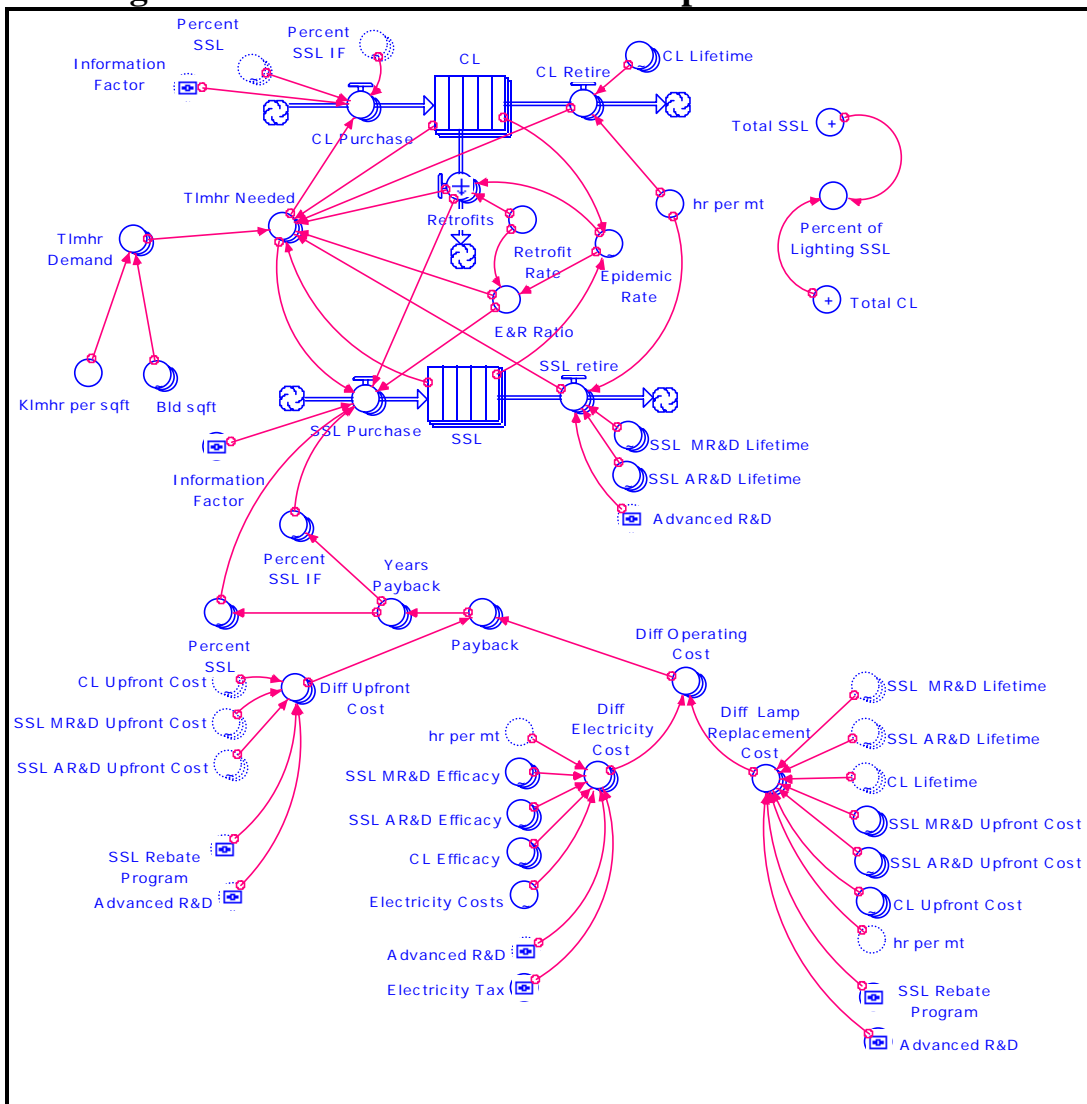 Percent
SSL
Percent
SSL IF
Information
Factor
CL
CL Retire
CL Lifetime
CL Purchase
Total SSL
Tlmhr Needed
Retrofits
hr per mt
Tlmhr
Demand
Retrofit
Rate
Epidemic
Rate
Percent of
Lighting SSL
Total CL
E&R Ratio
Klmhr per sqft
Bld sqft
SSL retire
SSL Purchase
SSL
SSL MR&D Lifetime
SSL AR&D Lifetime
Information
Factor
Advanced R&D
Percent
SSL IF
Years
Payback
Percent
SSL
Payback
Diff Operating
Cost
CL Upfront Cost
Diff Upfront
Cost
SSL MR&D Upfront Cost
SSL AR&D Upfront Cost
SSL Rebate
Program
Advanced R&D
hr per mt
Diff
Electricity
Cost
Diff Lamp
Replacement
Cost
SSL MR&D Efficacy
SSL AR&D Efficacy
CL Efficacy
Electricity Costs
Advanced R&D
Electricity Tax
SSL MR&D Lifetime
SSL AR&D Lifetime
CL Lifetime
SSL MR&D Upfront Cost
SSL AR&D Upfront Cost
CL Upfront Cost
hr per mt
SSL Rebate
Program
Advanced R&D